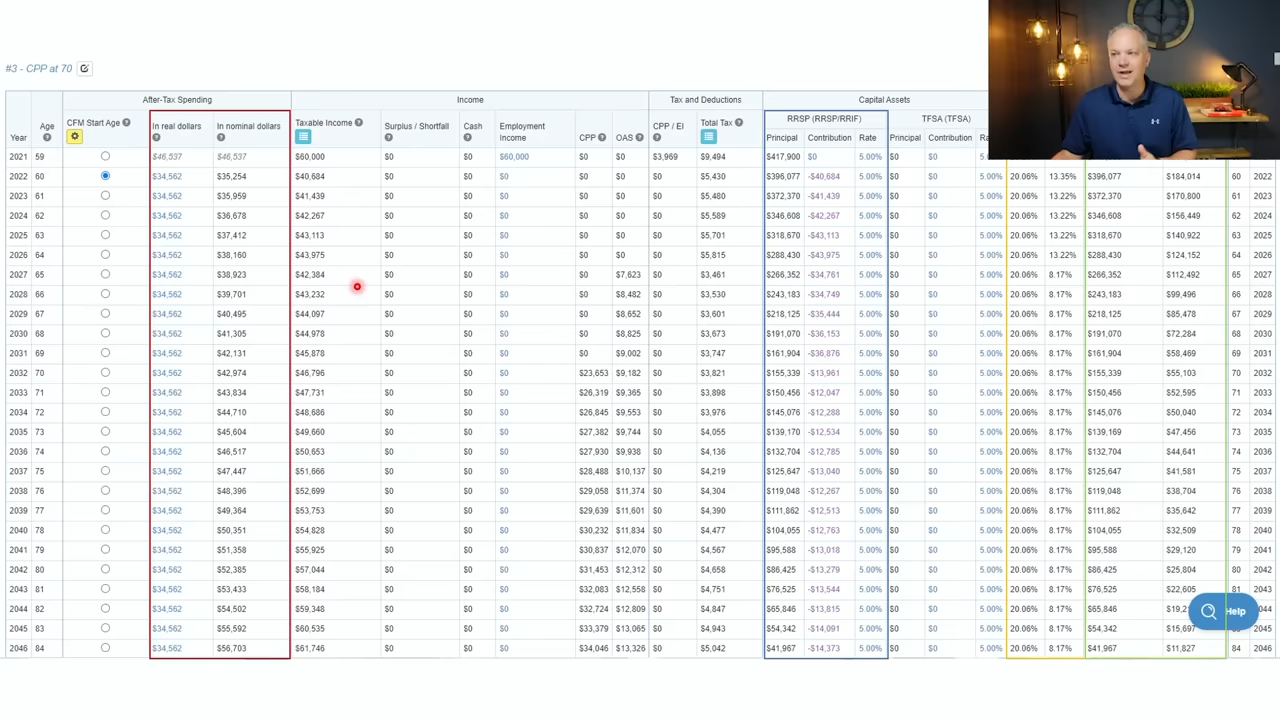 #3 - CPP at 70
After-Tax Spending Income Tax and Deductions Capital Assets
RRSP (RRSP/RRIF) TFSA (TFSA)
Year Age CFM Start Age In real dollars In nominal dollars Taxable Income Surplus / Shortfall Cash Employment Income CPP OAS CPP / EI Total Tax Principal Contribution Rate Principal Contribution
2021 59 $46,537 $46,537 $60,000 $0 $0 $60,000 $0 $0 $3,969 $9,494 $417,900 $0 5.00% $0 $0
2022 60 $34,562 $35,254 $40,684 $0 $0 $0 $0 $0 $0 $5,430 $396,077 -$40,684 5.00% $0 $0 5.00% 20.06% 13.35% $396,077 $184,014 60 2022
2023 61 $34,562 $35,959 $41,439 $0 $0 $0 $0 $0 $0 $5,480 $372,370 -$41,439 5.00% $0 $0 5.00% 20.06% 13.22% $372,370 $170,800 61 2023
2024 62 $34,562 $36,678 $42,267 $0 $0 $0 $0 $0 $0 $5,589 $346,608 -$42,267 5.00% $0 $0 5.00% 20.06% 13.22% $346,608 $156,449 62 2024
2025 63 $34,562 $37,412 $43,113 $0 $0 $0 $0 $0 $0 $5,701 $318,670 -$43,113 5.00% $0 $0 5.00% 20.06% 13.22% $318,670 $140,922 63 2025
2026 64 $34,562 $38,160 $43,975 $0 $0 $0 $0 $0 $0 $5,815 $288,430 -$43,975 5.00% $0 $0 5.00% 20.06% 13.22% $288,430 $124,152 64 2026
2027 65 $34,562 $38,923 $42,384 $0 $0 $0 $0 $7,623 $0 $3,461 $266,352 -$34,761 5.00% $0 $0 5.00% 20.06% 8.17% $266,352 $112,492 65 2027
2028 66 $34,562 $39,701 $43,232 $0 $0 $0 $0 $8,482 $0 $3,530 $243,183 -$34,749 5.00% $0 $0 5.00% 20.06% 8.17% $243,183 $99,496 66 2028
2029 67 $34,562 $40,495 $44,097 $0 $0 $0 $0 $8,652 $0 $3,601 $218,125 -$35,444 5.00% $0 $0 5.00% 20.06% 8.17% $218,125 $85,478 67 2029
2030 68 $34,562 $41,305 $44,978 $0 $0 $0 $0 $8,825 $0 $3,673 $191,070 -$36,153 5.00% $0 $0 5.00% 20.06% 8.17% $191,070 $72,284 68 2030
2031 69 $34,562 $42,131 $45,878 $0 $0 $0 $0 $9,002 $0 $3,747 $161,904 -$36,876 5.00% $0 $0 5.00% 20.06% 8.17% $161,904 $58,469 69 2031
2032 70 $34,562 $42,974 $46,796 $0 $0 $0 $23,653 $9,182 $0 $3,821 $155,339 -$13,961 5.00% $0 $0 5.00% 20.06% 8.17% $155,339 $55,103 70 2032
2033 71 $34,562 $43,834 $47,731 $0 $0 $0 $26,319 $9,365 $0 $3,898 $150,456 -$12,047 5.00% $0 $0 5.00% 20.06% 8.17% $150,456 $52,595 71 2033
2034 72 $34,562 $44,710 $48,686 $0 $0 $0 $26,845 $9,553 $0 $3,976 $145,076 -$12,288 5.00% $0 $0 5.00% 20.06% 8.17% $145,076 $50,040 72 2034
2035 73 $34,562 $45,604 $49,660 $0 $0 $0 $27,382 $9,744 $0 $4,055 $139,170 -$12,534 5.00% $0 $0 5.00% 20.06% 8.17% $139,169 $47,456 73 2035
2036 74 $34,562 $46,517 $50,653 $0 $0 $0 $27,930 $9,938 $0 $4,136 $132,704 -$12,785 5.00% $0 $0 5.00% 20.06% 8.17% $132,704 $44,641 74 2036
2037 75 $34,562 $47,447 $51,666 $0 $0 $0 $28,488 $10,137 $0 $4,219 $125,647 -$13,040 5.00% $0 $0 5.00% 20.06% 8.17% $125,647 $41,581 75 2037
2038 76 $34,562 $48,396 $52,699 $0 $0 $0 $29,058 $11,374 $0 $4,304 $119,048 -$12,267 5.00% $0 $0 5.00% 20.06% 8.17% $119,048 $38,704 76 2038
2039 77 $34,562 $49,364 $53,753 $0 $0 $0 $29,639 $11,601 $0 $4,390 $111,862 -$12,513 5.00% $0 $0 5.00% 20.06% 8.17% $111,862 $35,642 77 2039
2040 78 $34,562 $50,351 $54,828 $0 $0 $0 $30,232 $11,834 $0 $4,477 $104,055 -$12,763 5.00% $0 $0 5.00% 20.06% 8.17% $104,055 $32,509 78 2040
2041 79 $34,562 $51,358 $55,925 $0 $0 $0 $30,837 $12,070 $0 $4,567 $95,588 -$13,018 5.00% $0 $0 5.00% 20.06% 8.17% $95,588 $29,120 79 2041
2042 80 $34,562 $52,385 $57,044 $0 $0 $0 $31,453 $12,312 $0 $4,658 $86,425 -$13,279 5.00% $0 $0 5.00% 20.06% 8.17% $86,425 $25,804 80 2042
2043 81 $34,562 $53,433 $58,184 $0 $0 $0 $32,083 $12,558 $0 $4,751 $76,525 -$13,544 5.00% $0 $0 5.00% 20.06% 8.17% $76,525 $22,605 81 2043
2044 82 $34,562 $54,502 $59,348 $0 $0 $0 $32,724 $12,809 $0 $4,847 $65,846 -$13,815 5.00% $0 $0 5.00% 20.06% 8.17% $65,846 Help
2045 83 $34,562 $55,592 $60,535 $0 $0 $0 $33,379 $13,065 $0 $4,943 $54,342 -$14,091 5.00% $0 $0 5.00% 20.06% 8.17% $54,342 2045
2046 84 $34,562 $56,703 $61,746 $0 $0 $0 $34,046 $13,326 $0 $5,042 $41,967 -$14,373 5.00% $0 $0 5.00% 20.06% 8.17% $41,967 $11,827 84 2046